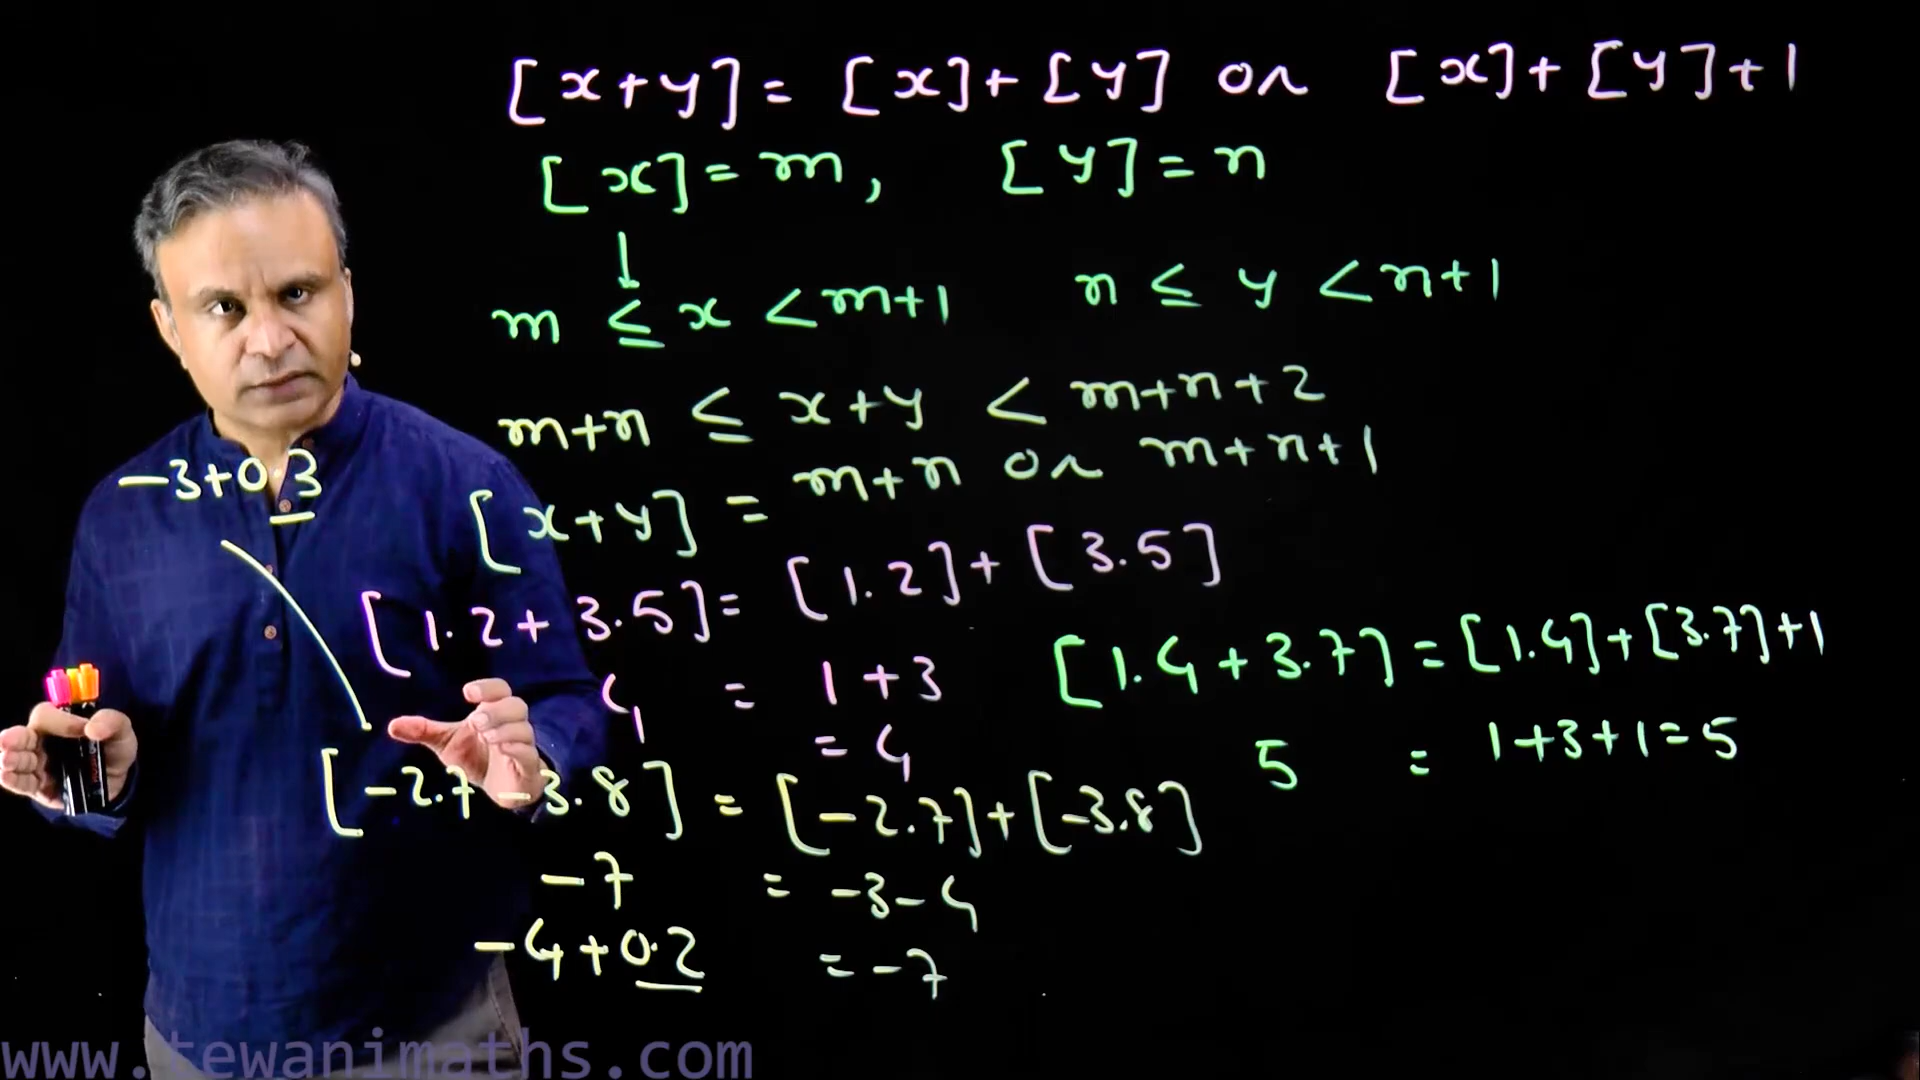 [x+y] = [x]+[y] or [x]+[y]+1
[x] = m, [y] = n
↓
m ≤ x < m+1 n ≤ y < n+1
m+n ≤ x+y < m+n+2
[x+y] = m+n or m+n+1
-3+0.3
[1.2+3.5] = [1.2]+[3.5]
4 = 1+3
= 4
[1.4+3.7] = [1.4]+[3.7]+1
5 = 1+3+1=5
[-2.7-3.8] = [-2.7]+[-3.8]
-7 = -3-4
-4+0.2 = -7
www.tewanimaths.com